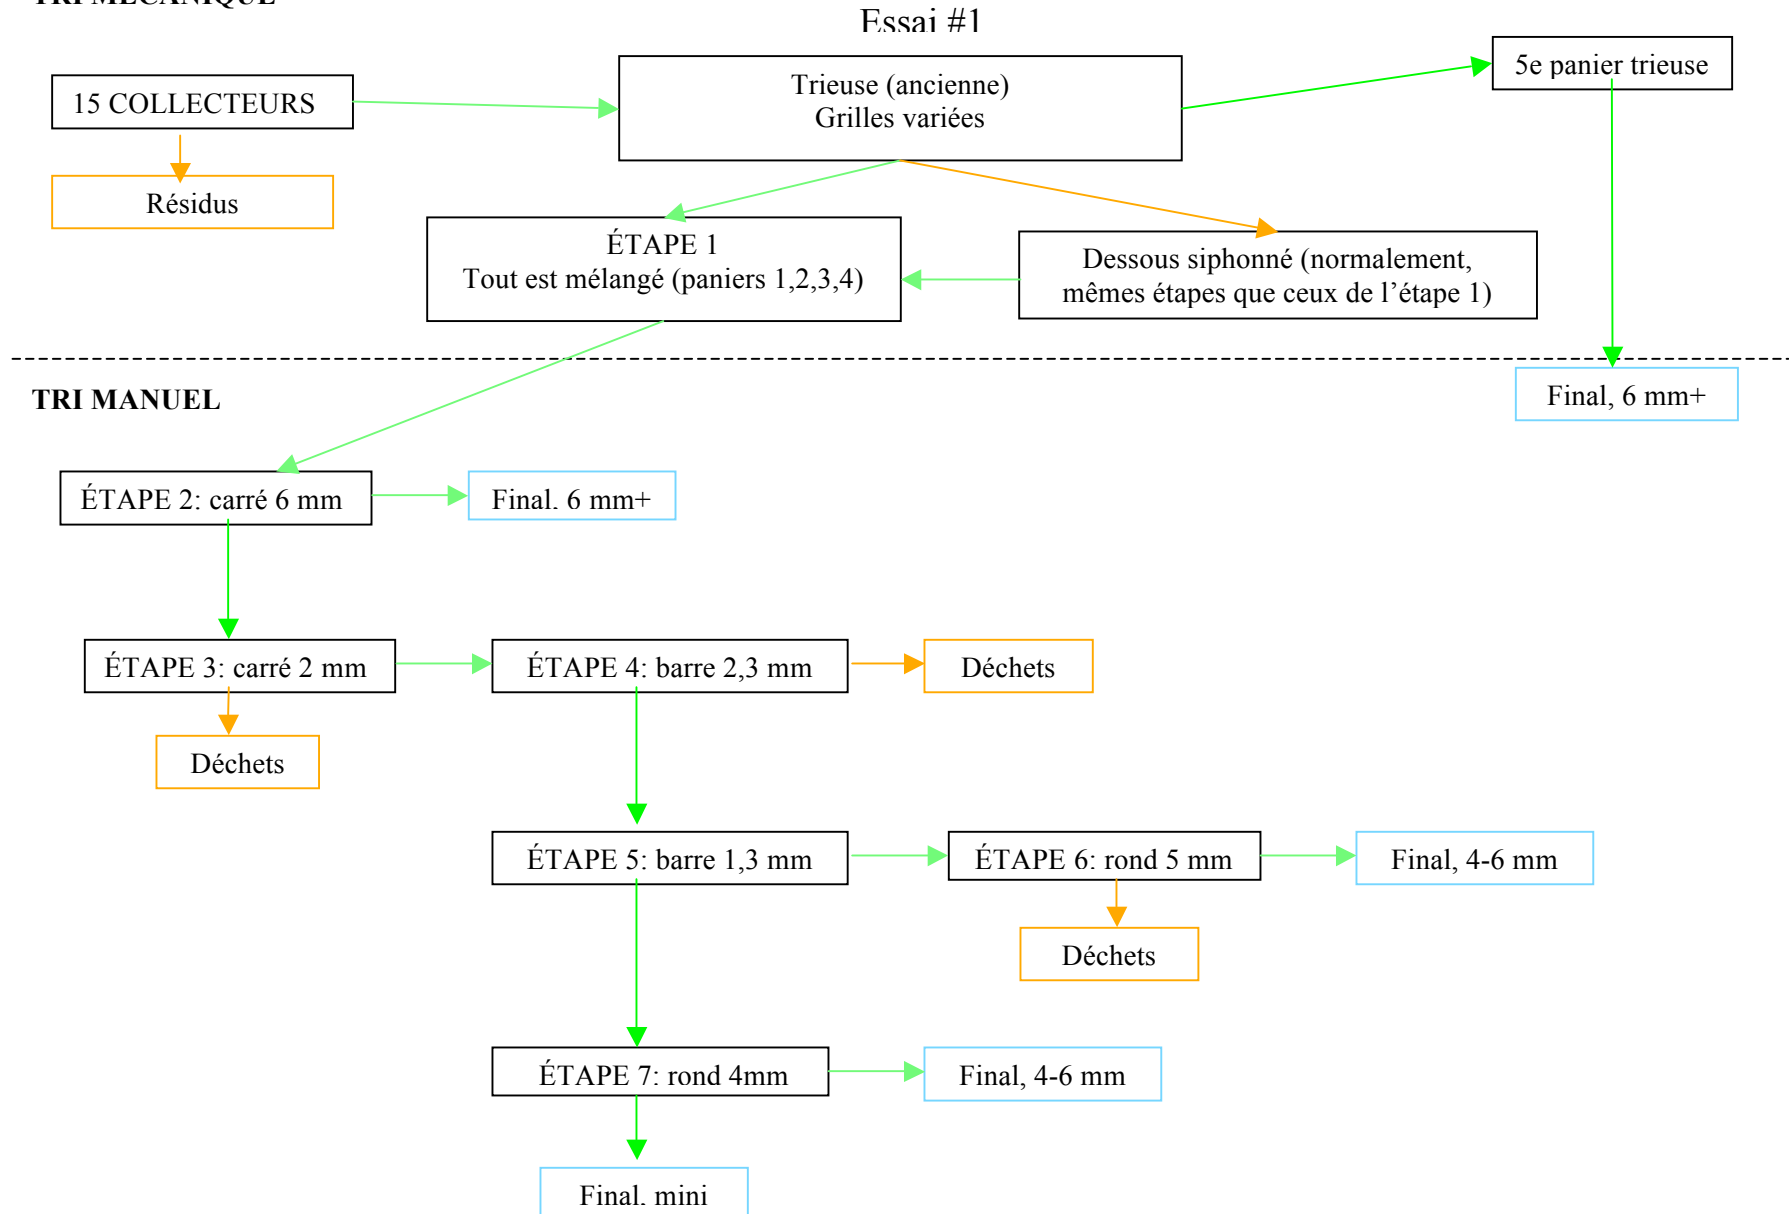 TRI MÉCANIQUE
Essai #1
15 COLLECTEURS
Trieuse (ancienne)
Grilles variées
5e panier trieuse
Résidus
ÉTAPE 1
Tout est mélangé (paniers 1,2,3,4)
Dessous siphonné (normalement,
mêmes étapes que ceux de l’étape 1)
TRI MANUEL
Final, 6 mm+
ÉTAPE 2: carré 6 mm
Final, 6 mm+
ÉTAPE 3: carré 2 mm
ÉTAPE 4: barre 2,3 mm
Déchets
Déchets
ÉTAPE 5: barre 1,3 mm
ÉTAPE 6: rond 5 mm
Final, 4-6 mm
Déchets
ÉTAPE 7: rond 4mm
Final, 4-6 mm
Final, mini